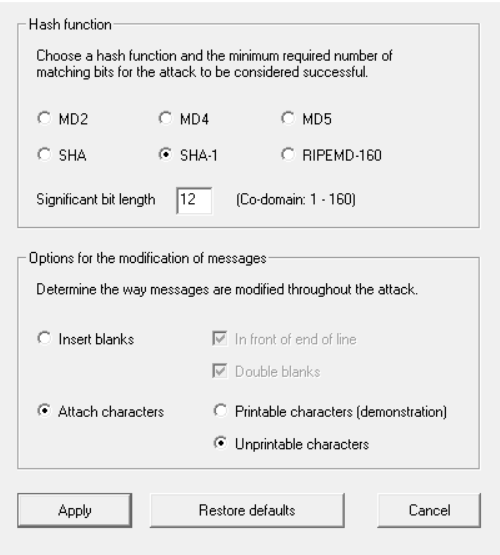 Hash function
Choose a hash function and the minimum required number of
matching bits for the attack to be considered successful.
MD2 MD4 MD5
SHA SHA-1 RIPEMD-160
Significant bit length 12 (Co-domain: 1 - 160)
Options for the modification of messages
Determine the way messages are modified throughout the attack.
Insert blanks In front of end of line
Double blanks
Attach characters Printable characters (demonstration)
Unprintable characters
Apply Restore defaults Cancel